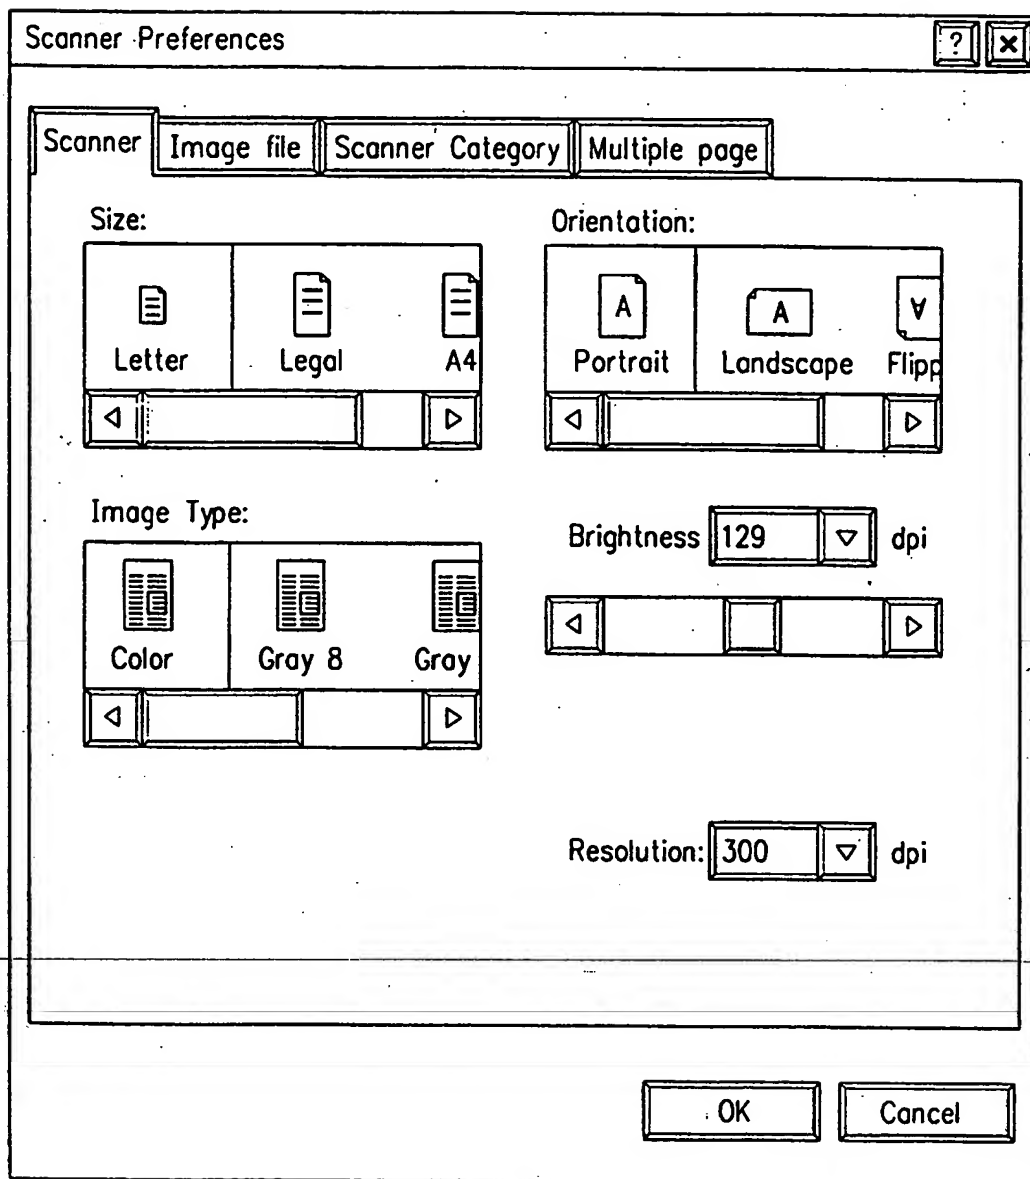 Scanner Preferences ? ×
Scanner Image file Scanner Category Multiple page
Size:
Letter Legal A4
Orientation:
A A A
Portrait Landscape Flipp
Image Type:
Color Gray 8 Gray
Brightness 129 dpi
Resolution: 300 dpi
OK Cancel